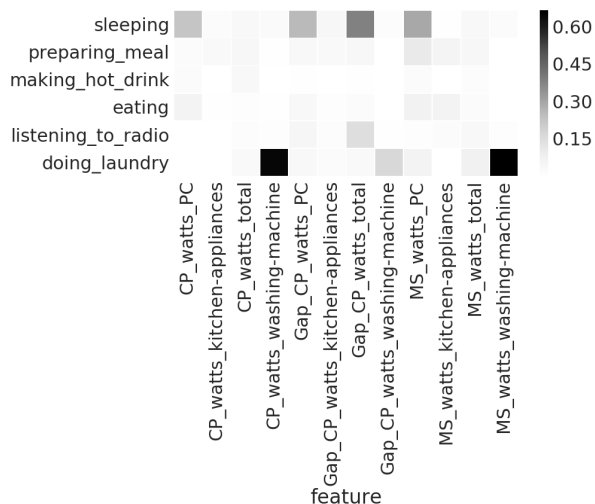 sleeping
preparing_meal
making_hot_drink
eating
listening_to_radio
doing_laundry
0.60
0.45
0.30
0.15
CP_watts_PC
CP_watts_kitchen-appliances
CP_watts_total
CP_watts_washing-machine
Gap_CP_watts_PC
Gap_CP_watts_kitchen-appliances
Gap_CP_watts_total
Gap_CP_watts_washing-machine
MS_watts_PC
MS_watts_kitchen-appliances
MS_watts_total
MS_watts_washing-machine
feature